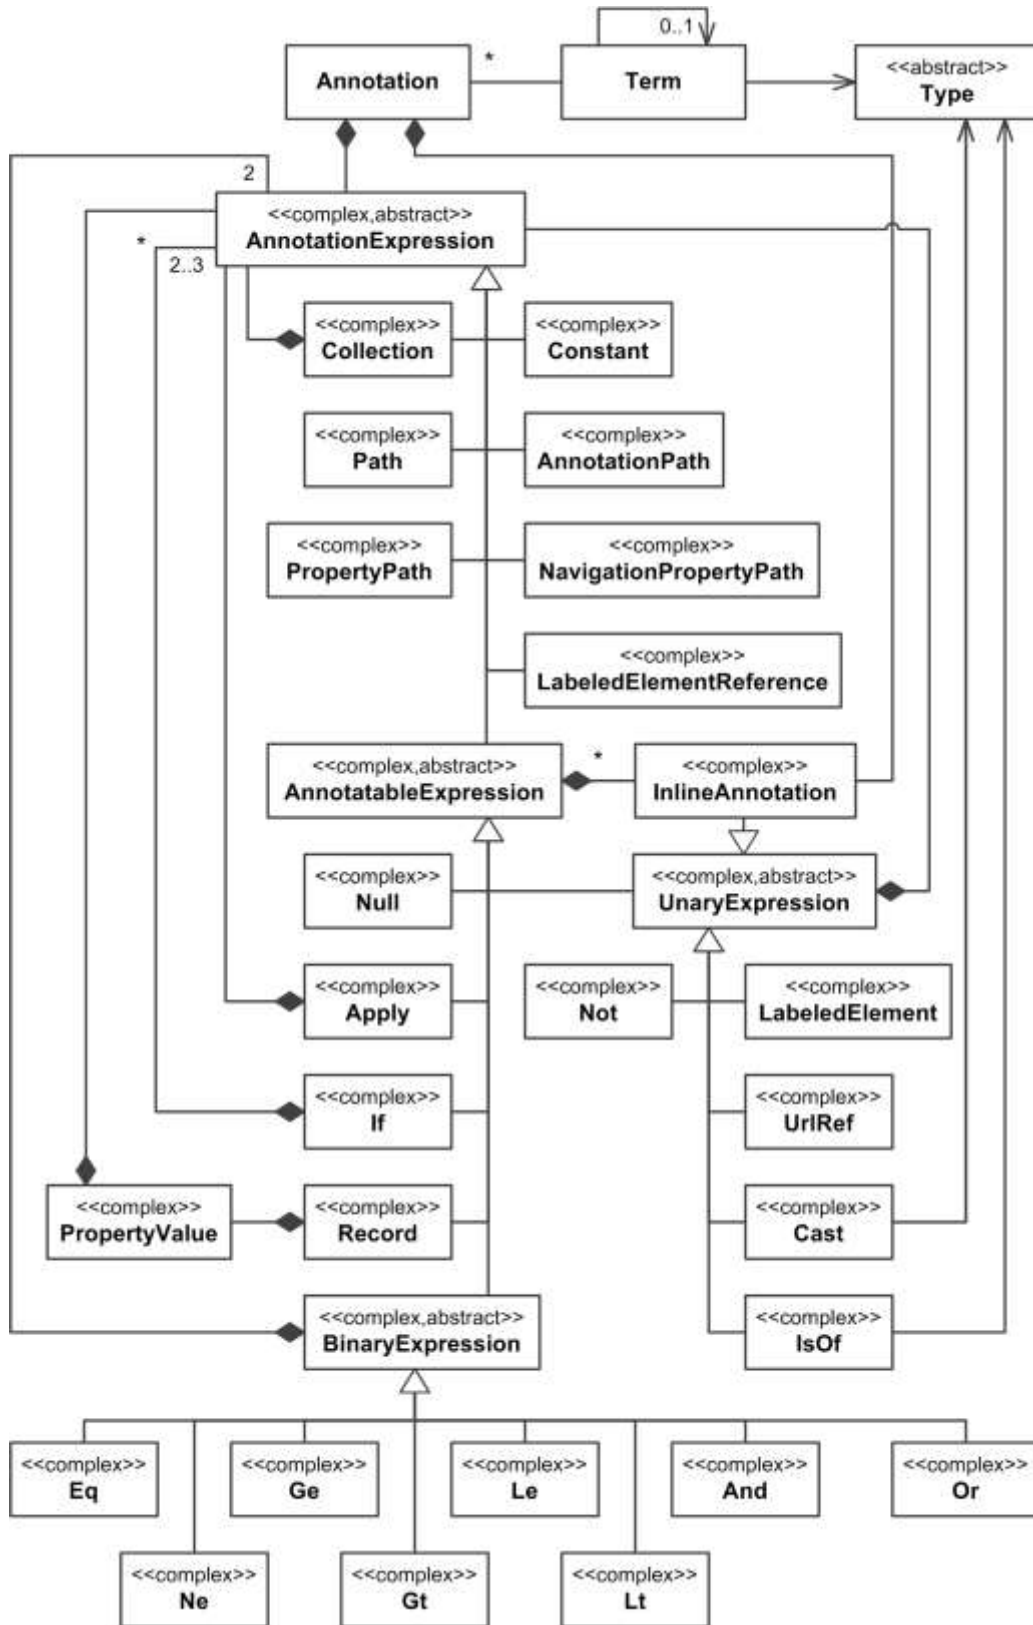 0..1
*
Annotation
Term
<<abstract>>
Type
2
<<complex,abstract>>
AnnotationExpression
*
2..3
<<complex>>
Collection
<<complex>>
Constant
<<complex>>
Path
<<complex>>
AnnotationPath
<<complex>>
PropertyPath
<<complex>>
NavigationPropertyPath
<<complex>>
LabeledElementReference
<<complex,abstract>>
AnnotatableExpression
*
<<complex>>
InlineAnnotation
<<complex>>
Null
<<complex,abstract>>
UnaryExpression
<<complex>>
Apply
<<complex>>
Not
<<complex>>
LabeledElement
<<complex>>
If
<<complex>>
UrlRef
<<complex>>
PropertyValue
<<complex>>
Record
<<complex>>
Cast
<<complex,abstract>>
BinaryExpression
<<complex>>
IsOf
<<complex>>
Eq
<<complex>>
Ge
<<complex>>
Le
<<complex>>
And
<<complex>>
Or
<<complex>>
Ne
<<complex>>
Gt
<<complex>>
Lt